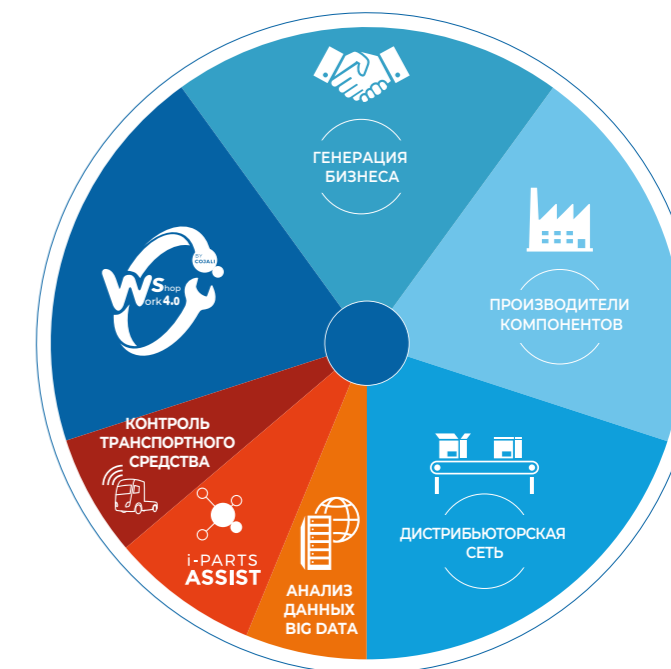 ГЕНЕРАЦИЯ
БИЗНЕСА
ПРОИЗВОДИТЕЛИ
КОМПОНЕНТОВ
BY
COJALI
WShop
Work 4.0
КОНТРОЛЬ
ТРАНСПОРТНОГО
СРЕДСТВА
i-PARTS
ASSIST
АНАЛИЗ
ДАННЫХ
BIG DATA
ДИСТРИБЬЮТОРСКАЯ
СЕТЬ